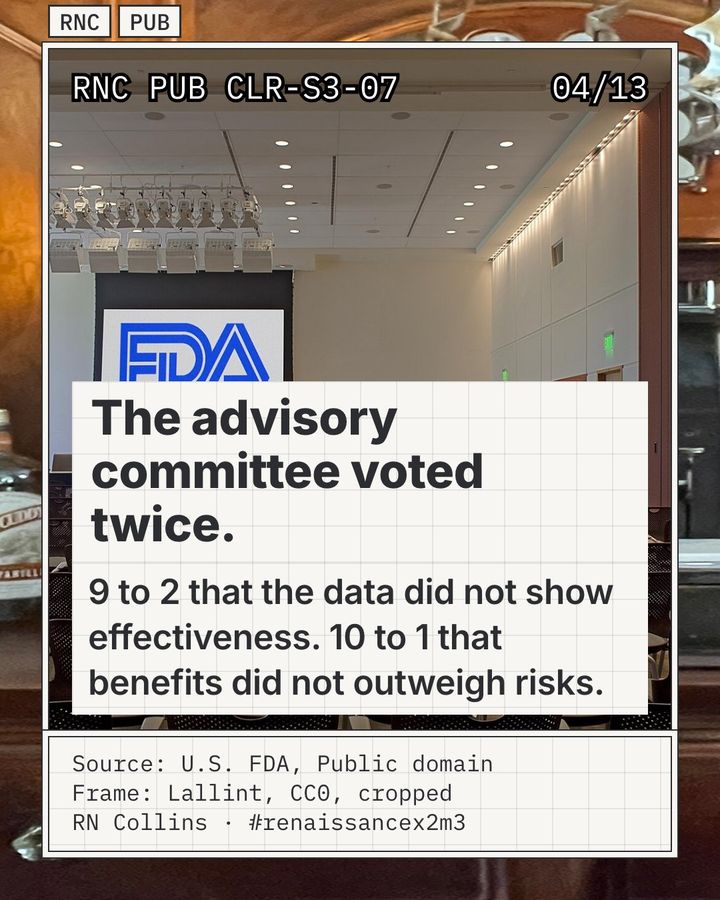 RNC PUB
RNC PUB CLR-S3-07 04/13
FDA
The advisory
committee voted
twice.
9 to 2 that the data did not show
effectiveness. 10 to 1 that
benefits did not outweigh risks.
Source: U.S. FDA, Public domain
Frame: Lallint, CC0, cropped
RN Collins · #renaissancex2m3